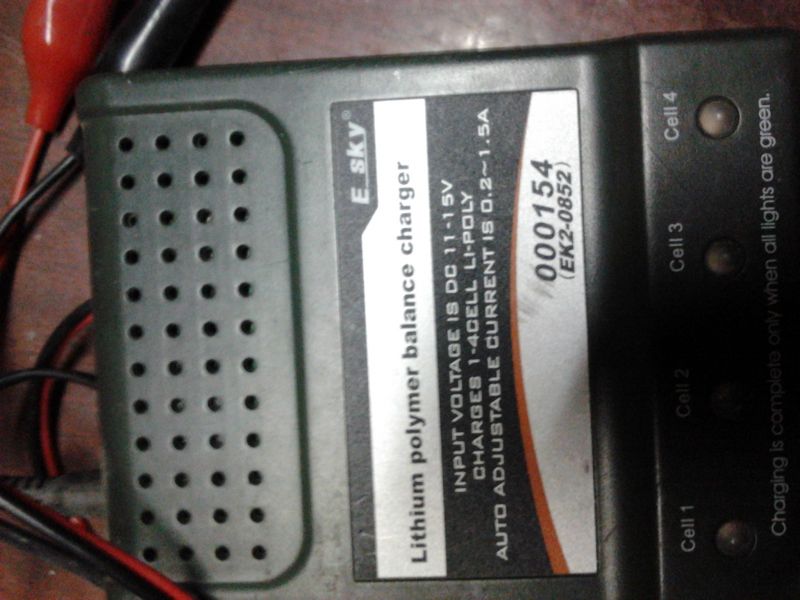 E_sky®
Lithium polymer balance charger
INPUT VOLTAGE IS DC 11-15V
CHARGES 1-4CELL LI-POLY
AUTO ADJUSTABLE CURRENT IS 0.2~1.5A
000154
(EK2-0852)
Cell 1 Cell 2 Cell 3 Cell 4
Charging is complete only when all lights are green.